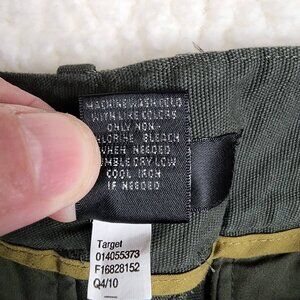 MACHINE WASH COLD
WITH LIKE COLORS
ONLY NON-
CHLORINE BLEACH
WHEN NEEDED
TUMBLE DRY LOW
COOL IRON
IF NEEDED
Target
014055373
F16828152
Q4/10